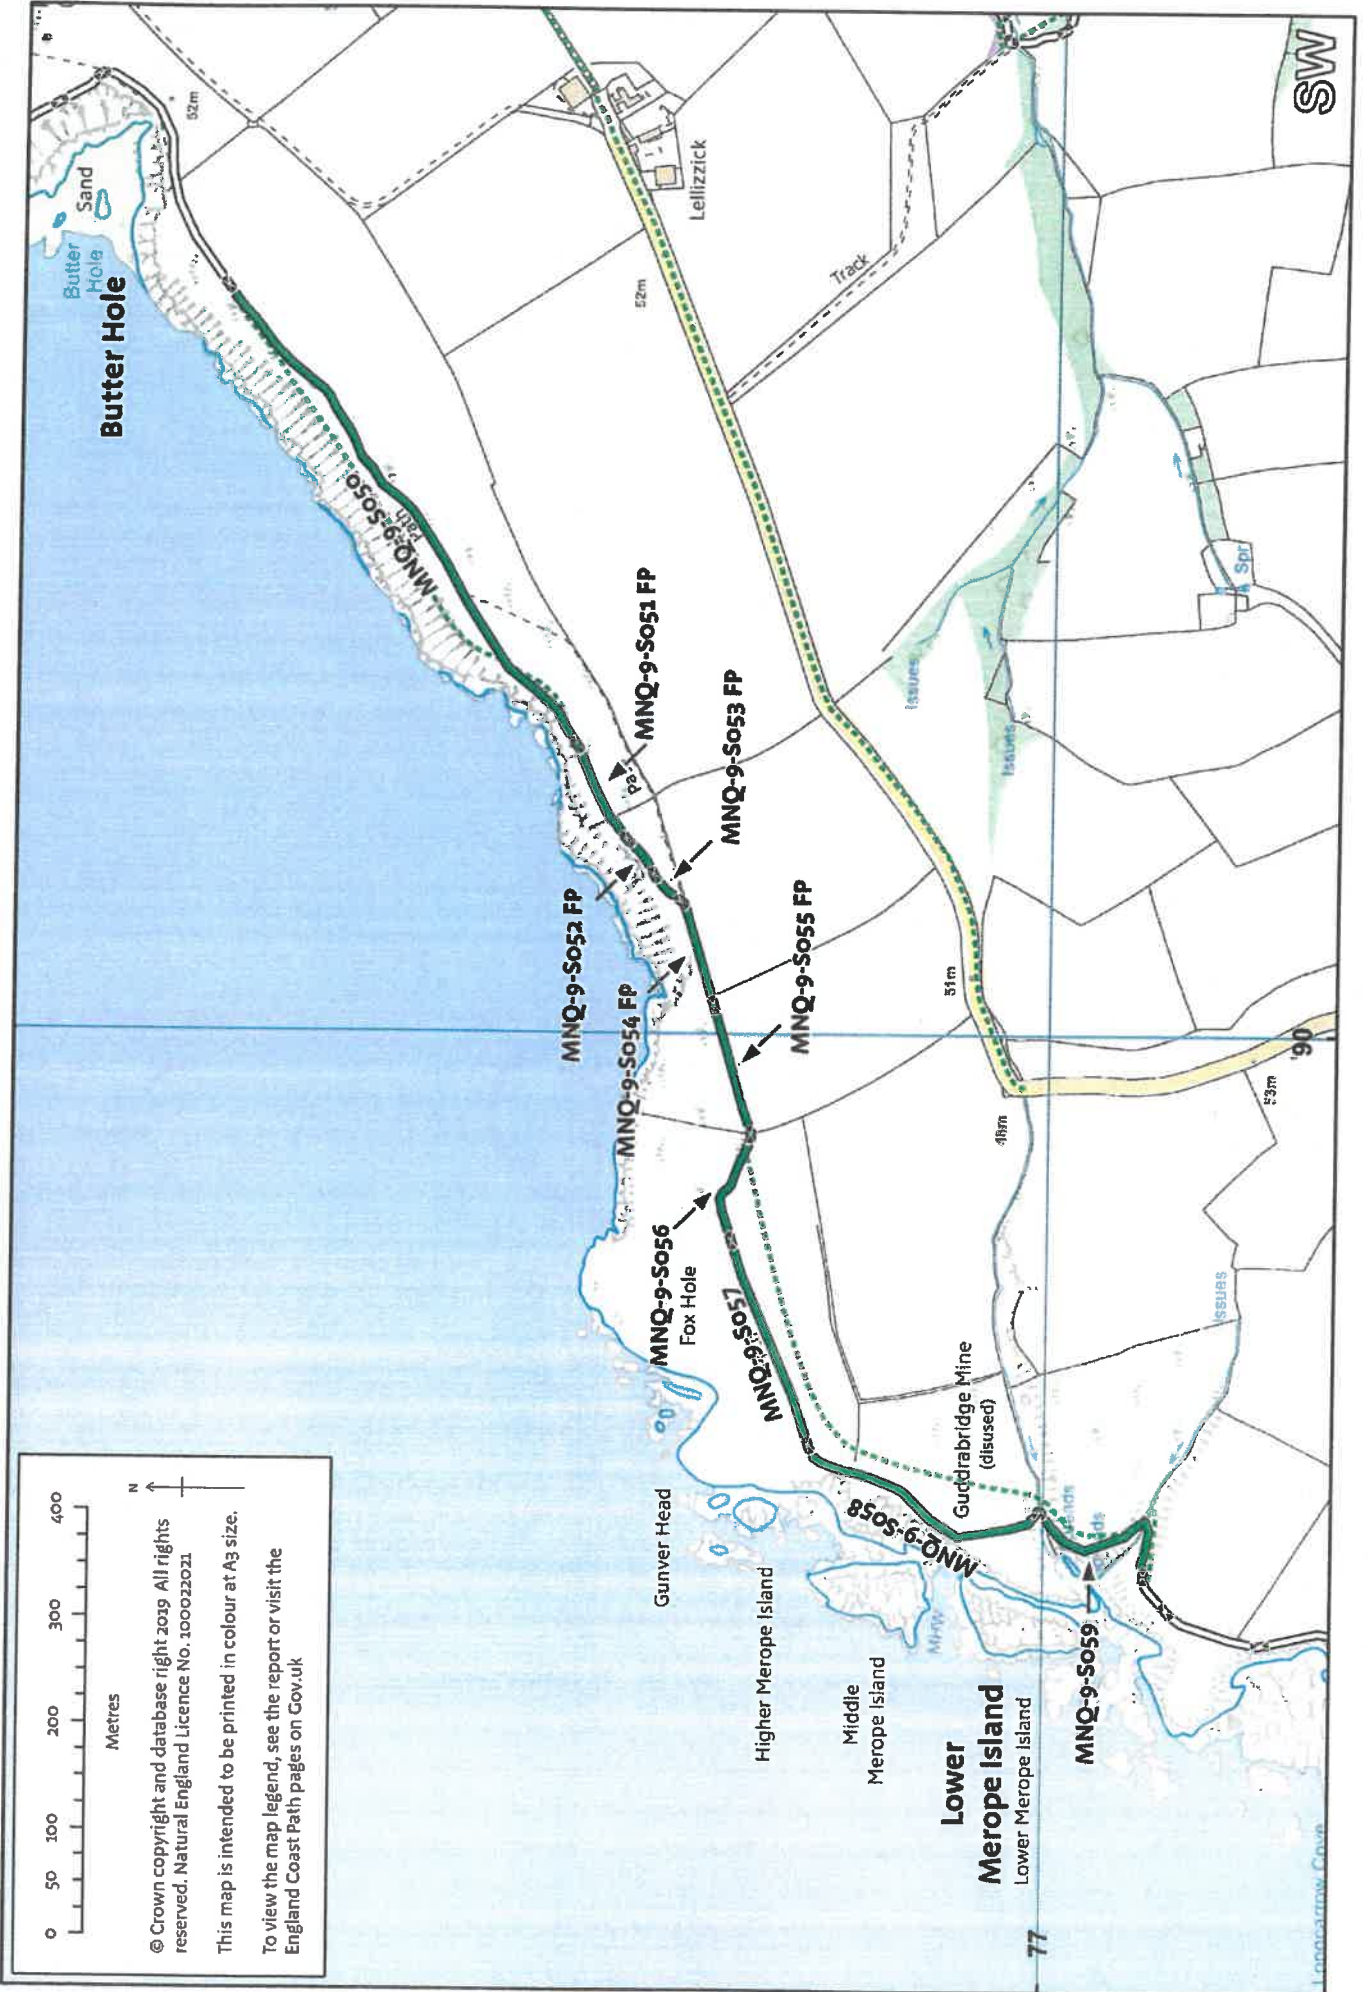 0 50 100 200 300 400
Metres
N
© Crown copyright and database right 2019 All rights
reserved. Natural England Licence No. 100022021
This map is intended to be printed in colour at A3 size.
To view the map legend, see the report or visit the
England Coast Path pages on Gov.uk
Butter
Hole
Sand
Butter Hole
52m
MNQ-9-S050
Path
Lellizzick
52m
Track
MNQ-9-S051 FP
MNQ-9-S053 FP
MNQ-9-S052 FP
MNQ-9-S054 FP
MNQ-9-S055 FP
MNQ-9-S056
Fox Hole
MNQ-9-S057
Gunver Head
MNQ-9-S058
Higher Merope Island
Middle
Merope Island
MHW
Guddrabridge Mine
(disused)
Lower
Merope Island
Lower Merope Island
MNQ-9-S059
Issues
Issues
Issues
Spr
51m
48m
53m
90
77
Longcarrow Cove
SW